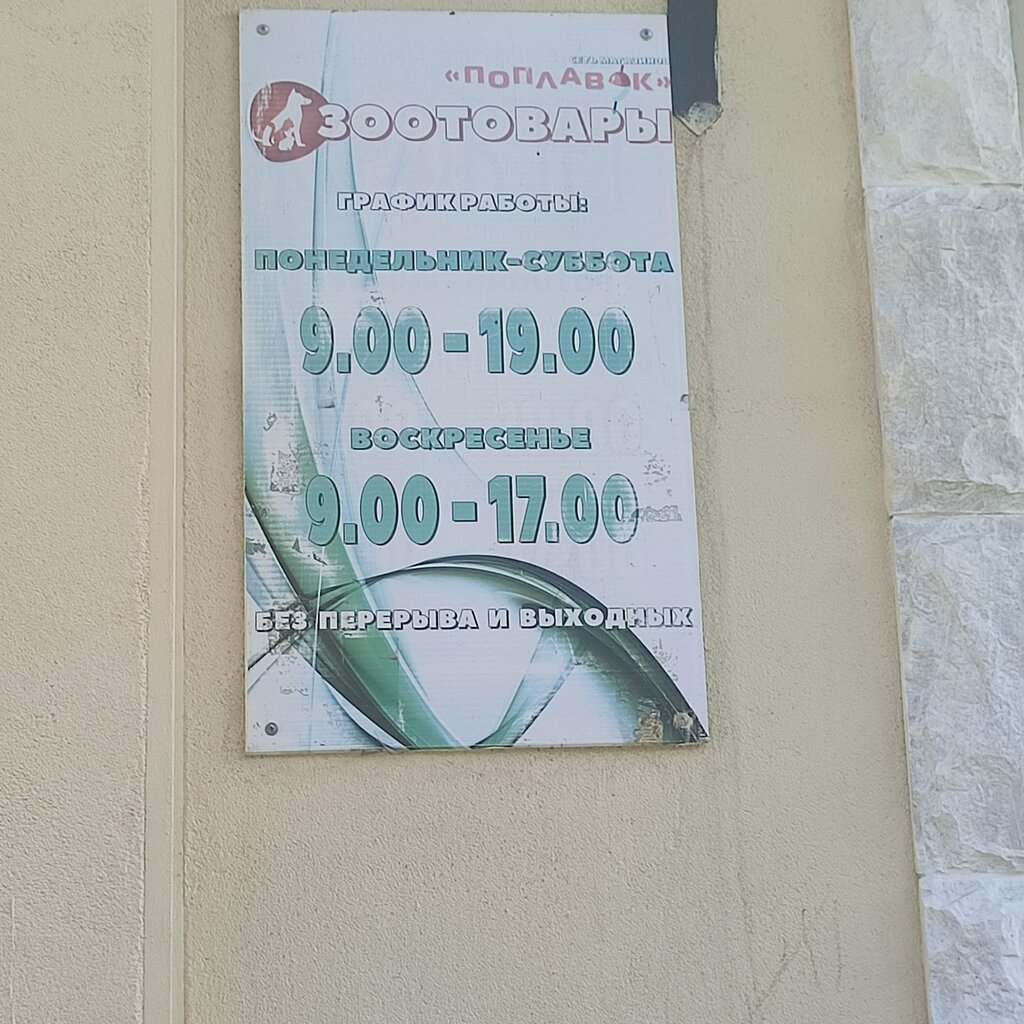 СЕТЬ МАГАЗИНОВ
«ПОПЛАВОК»
ЗООТОВАРЫ
ГРАФИК РАБОТЫ:
ПОНЕДЕЛЬНИК-СУББОТА
9.00 - 19.00
ВОСКРЕСЕНЬЕ
9.00 - 17.00
БЕЗ ПЕРЕРЫВА И ВЫХОДНЫХ